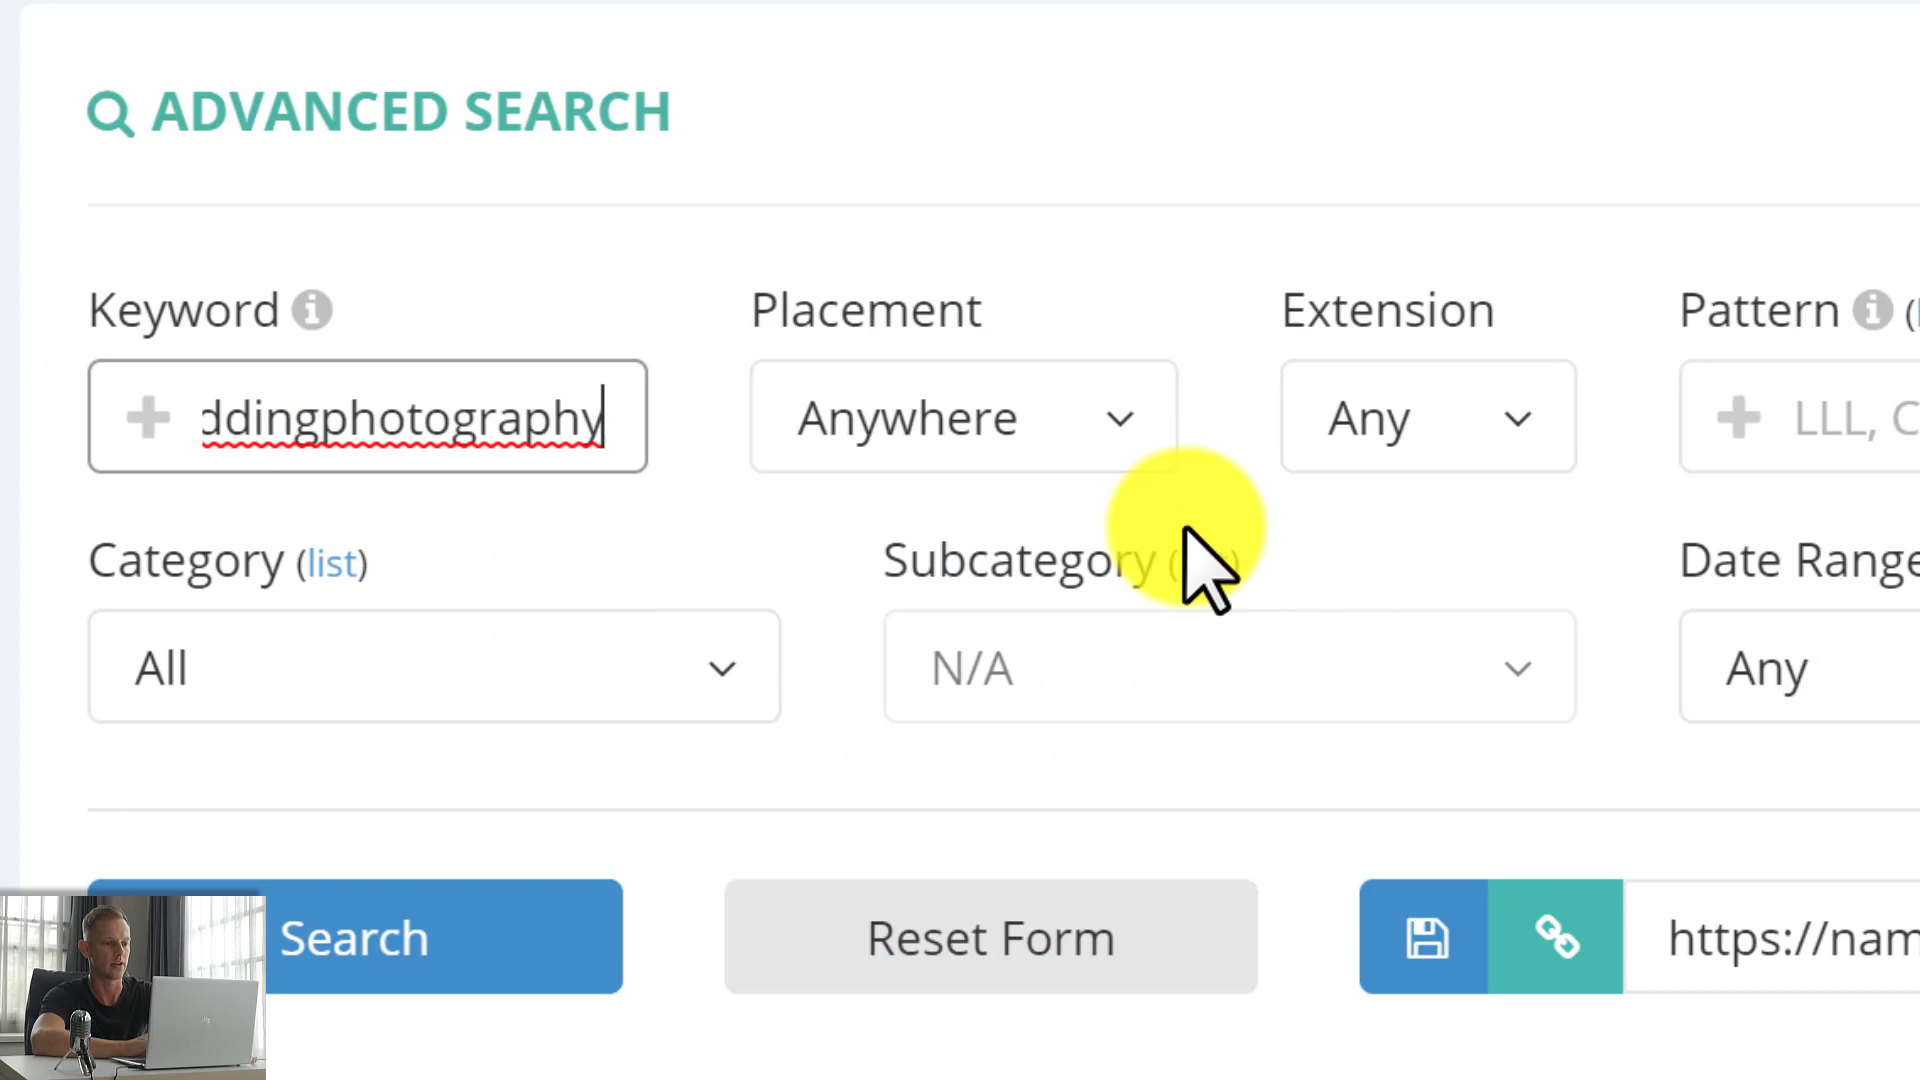 ADVANCED SEARCH
Keyword
Placement
Extension
Pattern
ddingphotography
Anywhere
Any
LLL, C
Category (list)
Subcategory
Date Range
All
N/A
Any
Search
Reset Form
https://nam